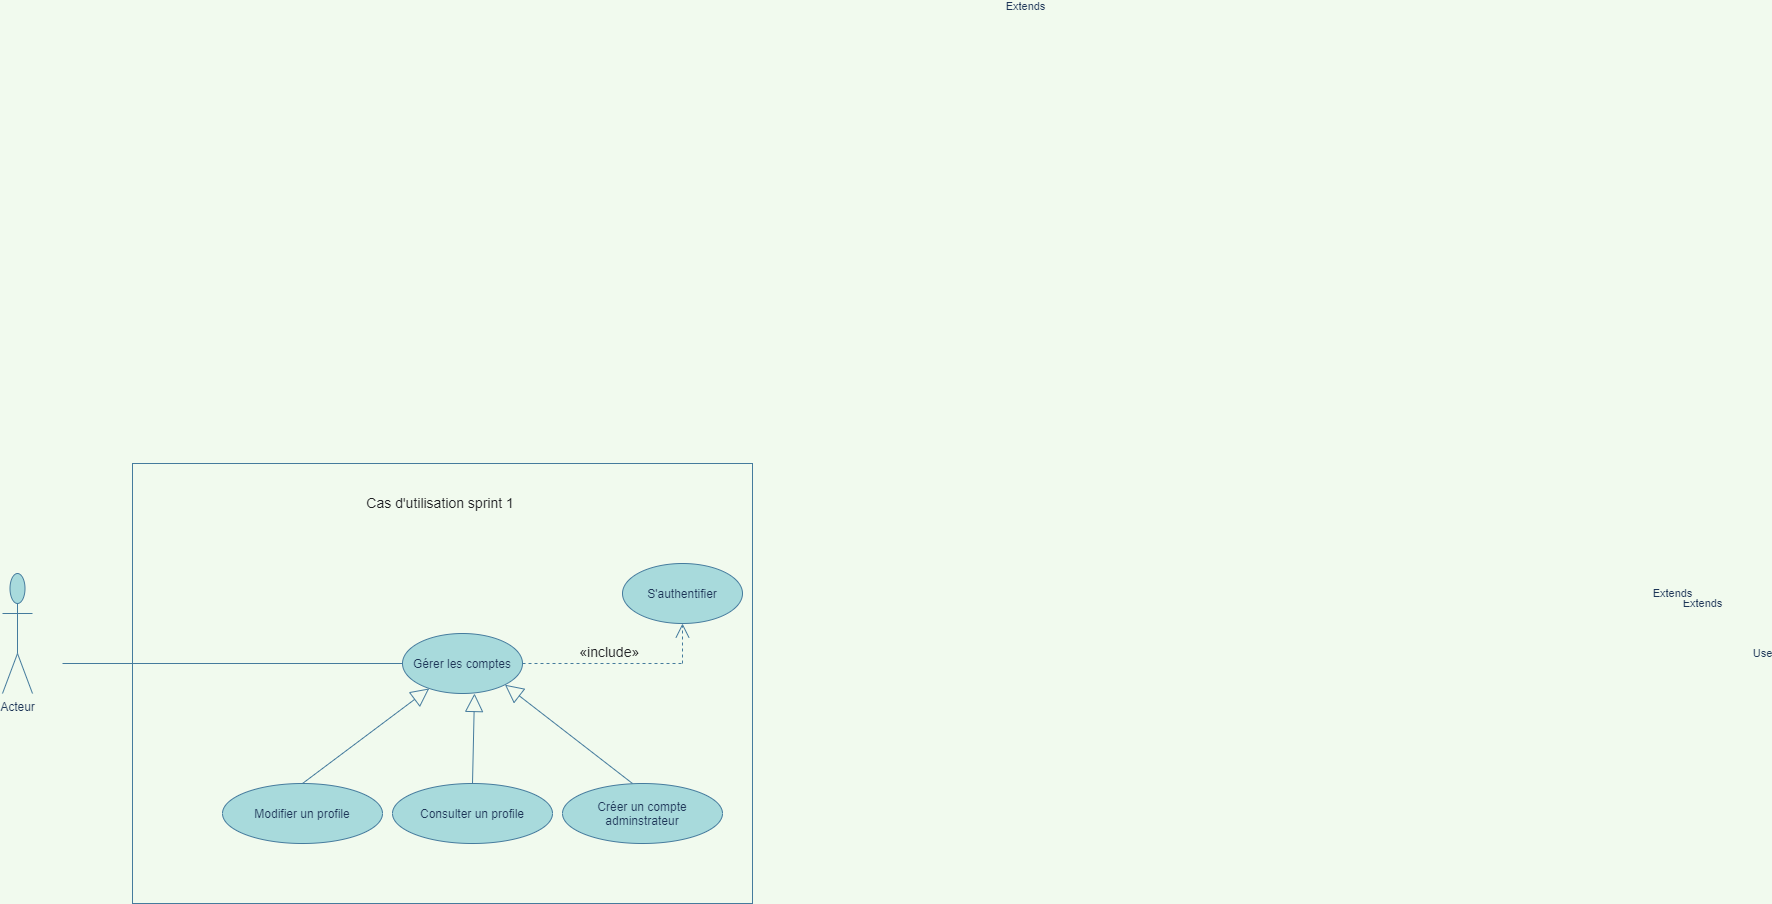 Extends
Cas d'utilisation sprint 1
S'authentifier
Extends
Extends
«include»
Use
Gérer les comptes
Acteur
Modifier un profile
Consulter un profile
Créer un compte
adminstrateur